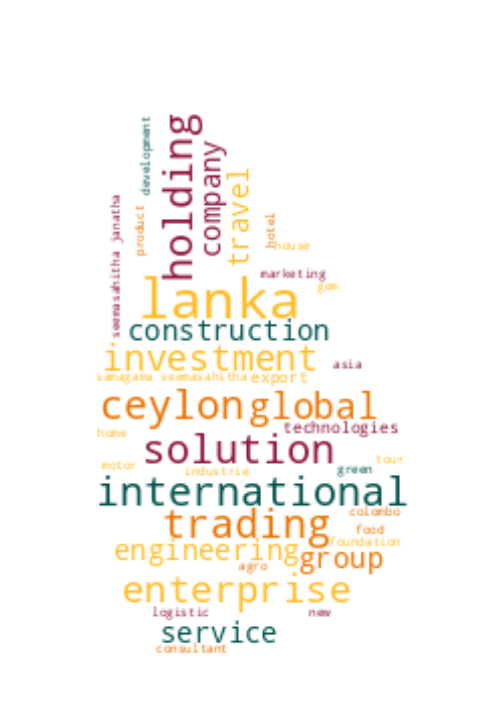 development
holding
company
travel
product
seemasahitha janatha
hotel
house
marketing
gem
lanka
construction
investment
asia
samagama seemasahitha export
ceylon global
technologies
home
solution
tour
motor
industrie
green
international
colombo
trading
food
foundation
engineering group
agro
enterprise
logistic
new
service
consultant